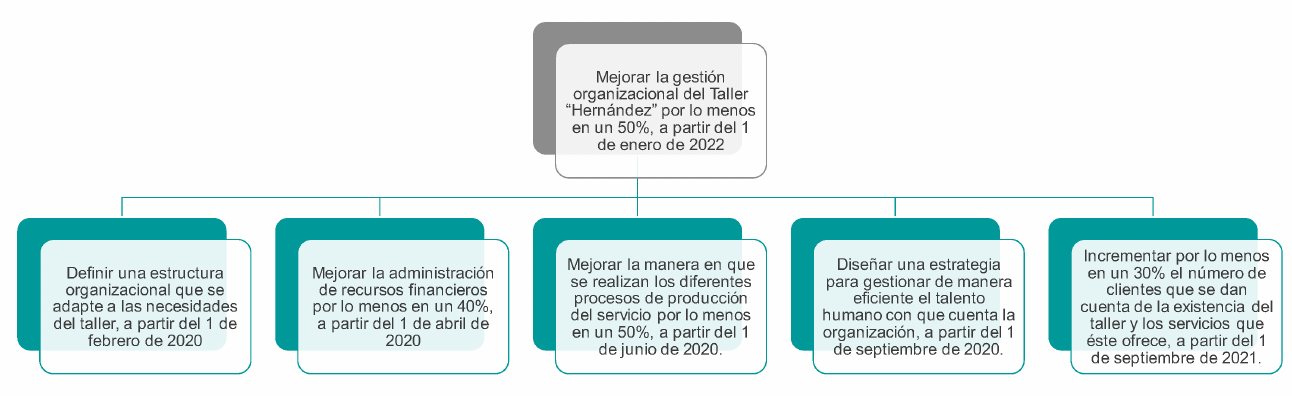 Mejorar la gestión
organizacional del Taller
“Hernández” por lo menos
en un 50%, a partir del 1
de enero de 2022
Definir una estructura
organizacional que se
adapte a las necesidades
del taller, a partir del 1 de
febrero de 2020
Mejorar la administración
de recursos financieros
por lo menos en un 40%,
a partir del 1 de abril de
2020
Mejorar la manera en que
se realizan los diferentes
procesos de producción
del servicio por lo menos
en un 50%, a partir del 1
de junio de 2020.
Diseñar una estrategia
para gestionar de manera
eficiente el talento
humano con que cuenta la
organización, a partir del 1
de septiembre de 2020.
Incrementar por lo menos
en un 30% el número de
clientes que se dan
cuenta de la existencia del
taller y los servicios que
éste ofrece, a partir del 1
de septiembre de 2021.